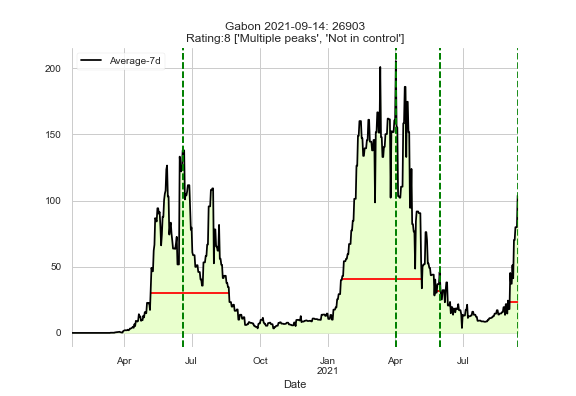 Gabon 2021-09-14: 26903
Rating:8 ['Multiple peaks', 'Not in control']
Average-7d
200
150
100
50
0
Apr
Jul
Oct
Jan
2021
Apr
Jul
Date